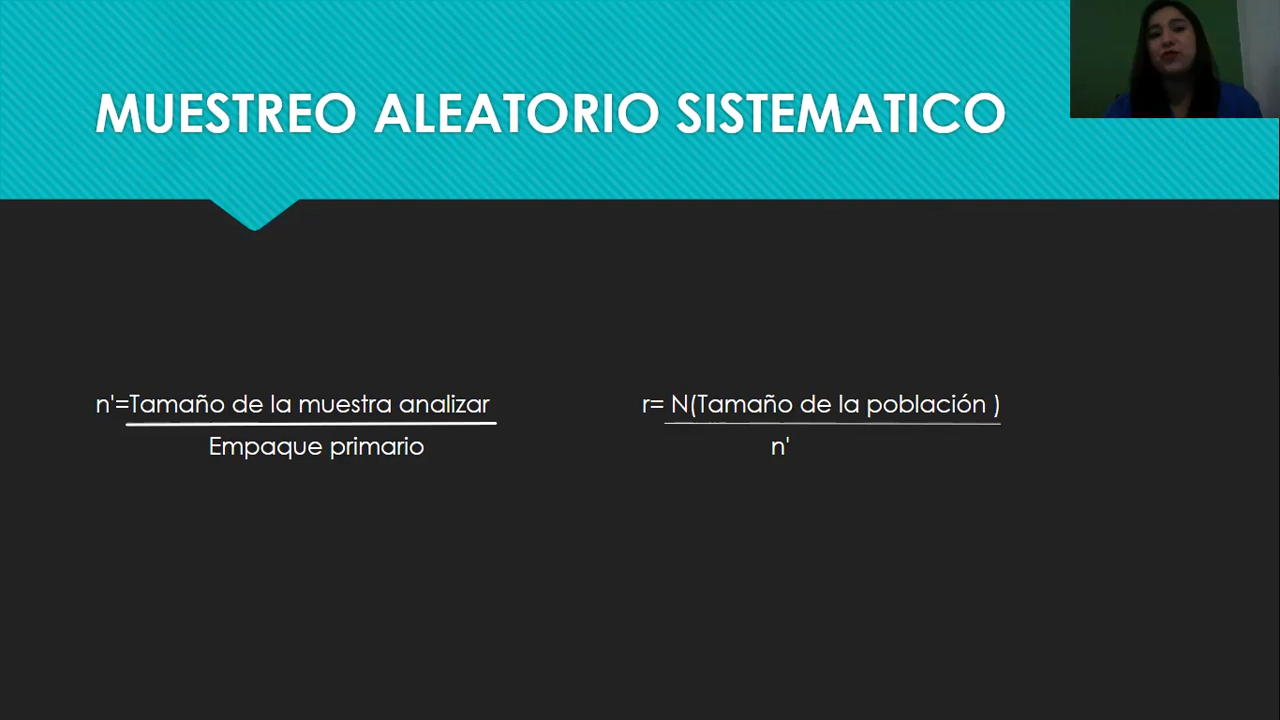 MUESTREO ALEATORIO SISTEMATICO
n'=Tamaño de la muestra analizar
Empaque primario
r= N(Tamaño de la población )
n'